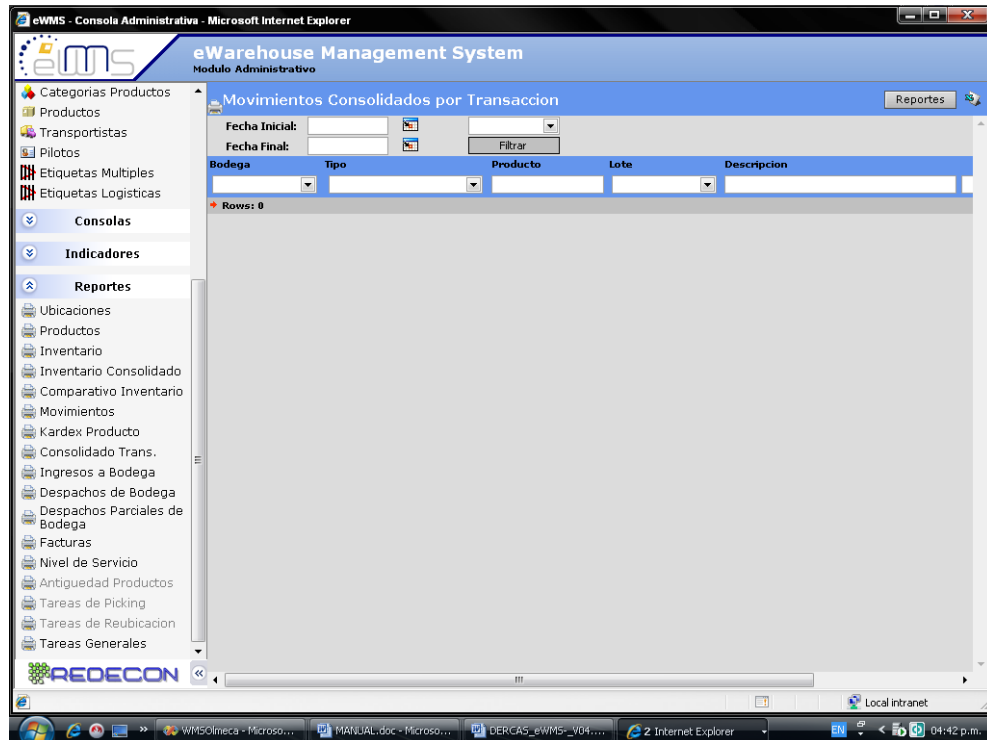 eWMS - Consola Administrativa - Microsoft Internet Explorer
eWMS
eWarehouse Management System
Modulo Administrativo
Categorias Productos
Productos
Transportistas
Pilotos
Etiquetas Multiples
Etiquetas Logisticas
Consolas
Indicadores
Reportes
Ubicaciones
Productos
Inventario
Inventario Consolidado
Comparativo Inventario
Movimientos
Kardex Producto
Consolidado Trans.
Ingresos a Bodega
Despachos de Bodega
Despachos Parciales de
Bodega
Facturas
Nivel de Servicio
Antiguedad Productos
Tareas de Picking
Tareas de Reubicacion
Tareas Generales
REDECON
Movimientos Consolidados por Transaccion
Reportes
Fecha Inicial:
Fecha Final:
Filtrar
Bodega Tipo Producto Lote Descripcion
Rows: 0
Local intranet
WMSOlmeca - Microso... MANUAL.doc - Microso... DERCAS_eWMS-_V04.... 2 Internet Explorer EN 04:42 p.m.